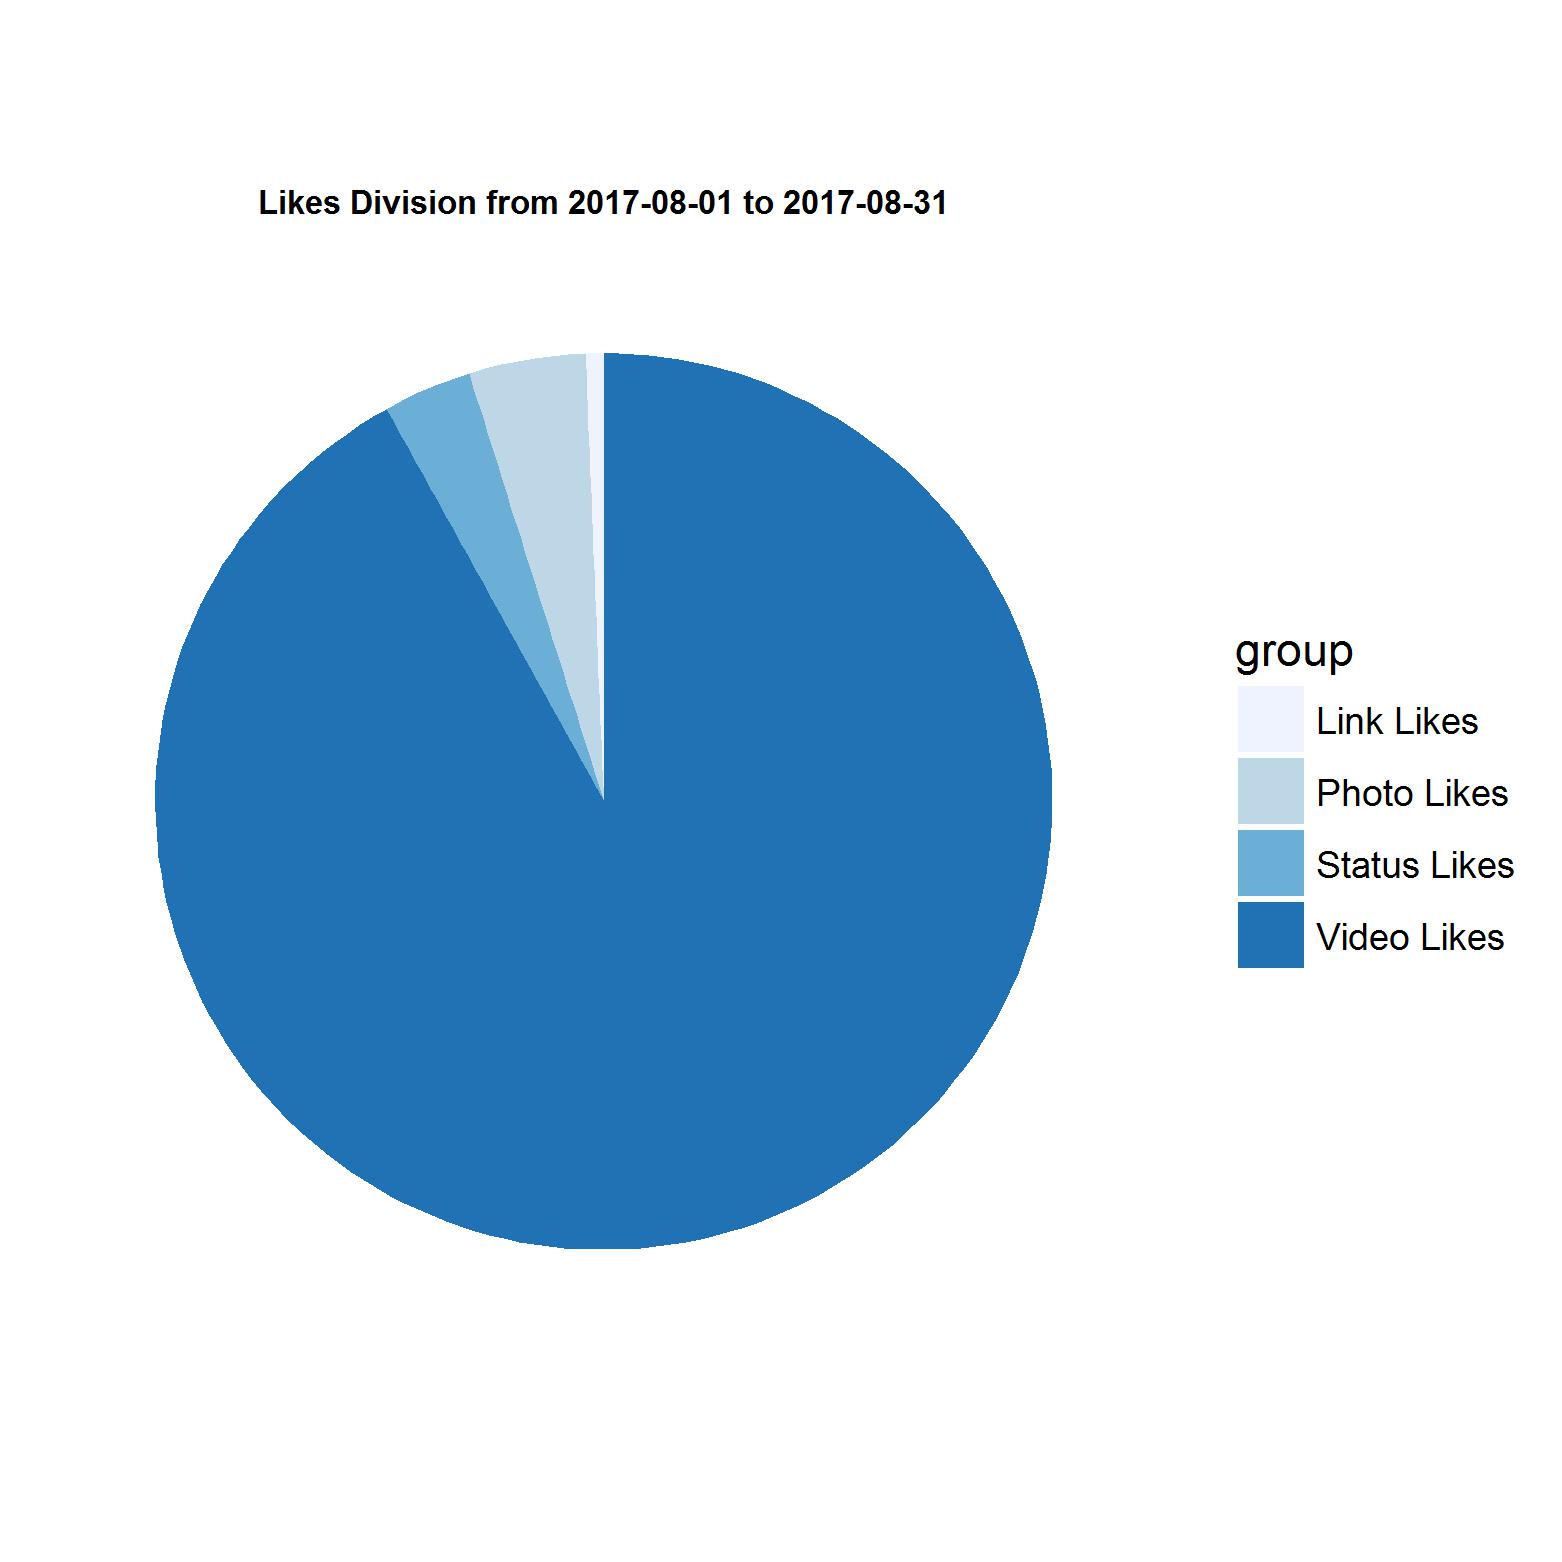 Likes Division from 2017-08-01 to 2017-08-31
group
Link Likes
Photo Likes
Status Likes
Video Likes